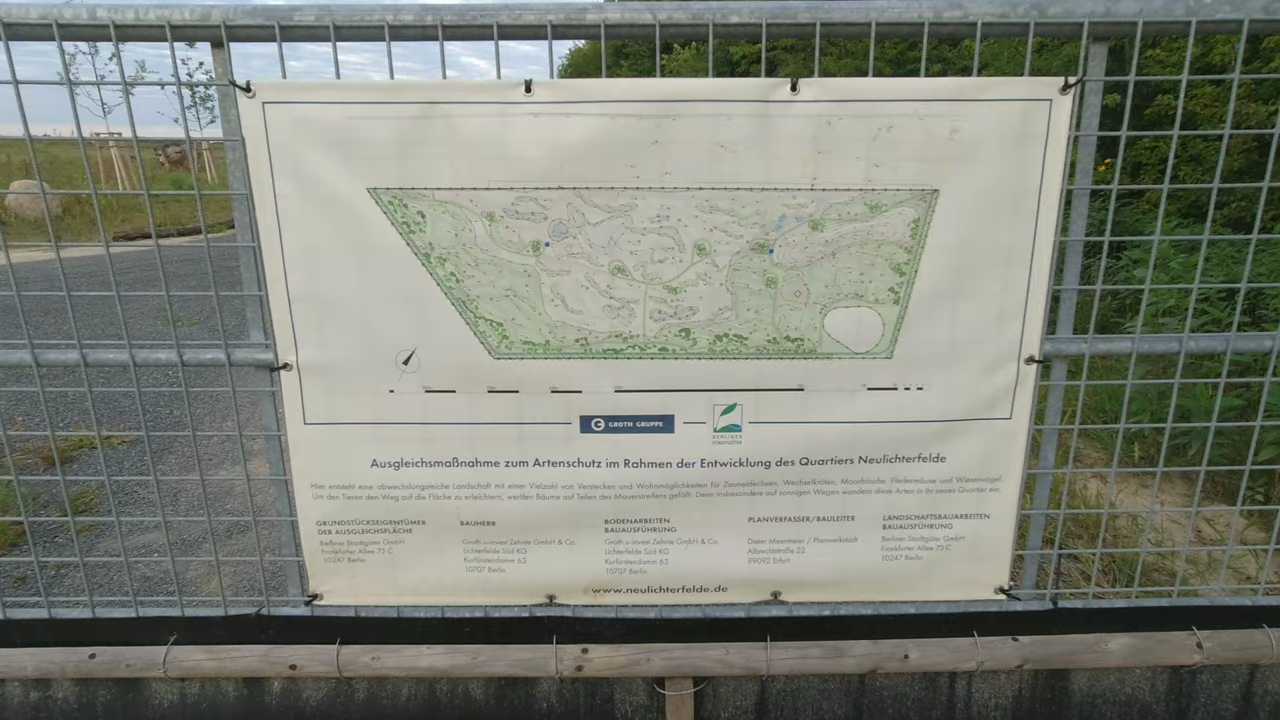 GROTH GRUPPE
BERLINER
STADTGÜTER
Ausgleichsmaßnahme zum Artenschutz im Rahmen der Entwicklung des Quartiers Neulichterfelde
Hier entsteht eine abwechslungsreiche Landschaft mit einer Vielzahl von Verstecken und Wohnmöglichkeiten für Zauneidechsen, Wechselkröten, Moorfrösche, Fledermäuse und Wiesenvögel.
Um den Tieren den Weg auf die Fläche zu erleichtern, werden Bäume auf Teilen des Mauerstreifens gefällt. Denn insbesondere auf sonnigen Wegen wandern diese Arten in ihr neues Quartier ein.
GRUNDSTÜCKSEIGENTÜMER
DER AUSGLEICHSFLÄCHE
Berliner Stadtgüter GmbH
Frankfurter Allee 73 C
10247 Berlin
BAUHERR
Groth u-invest Zehnte GmbH & Co.
Lichterfelde Süd KG
Kurfürstendamm 63
10707 Berlin
BODENARBEITEN
BAUAUSFÜHRUNG
Groth u-invest Zehnte GmbH & Co.
Lichterfelde Süd KG
Kurfürstendamm 63
10707 Berlin
PLANVERFASSER/BAULEITER
Dieter Meermeier / Planwerkstadt
Albrechtstraße 22
99092 Erfurt
LANDSCHAFTSBAUARBEITEN
BAUAUSFÜHRUNG
Berliner Stadtgüter GmbH
Frankfurter Allee 73 C
10247 Berlin
www.neulichterfelde.de